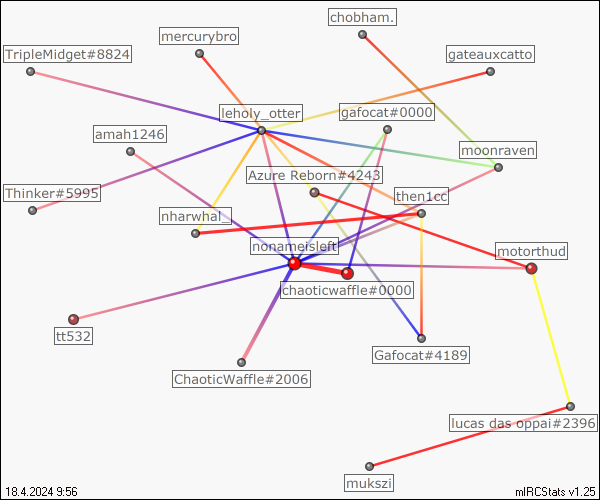 chobham.
mercurybro
TripleMidget#8824
gateauxcatto
leholy_otter
gafocat#0000
amah1246
moonraven
Azure Reborn#4243
Thinker#5995
then1cc
nharwhal_
nonameisleft
motorthud
chaoticwaffle#0000
tt532
Gafocat#4189
ChaoticWaffle#2006
lucas das oppai#2396
mukszi
18.4.2024 9:56
mIRCStats v1.25